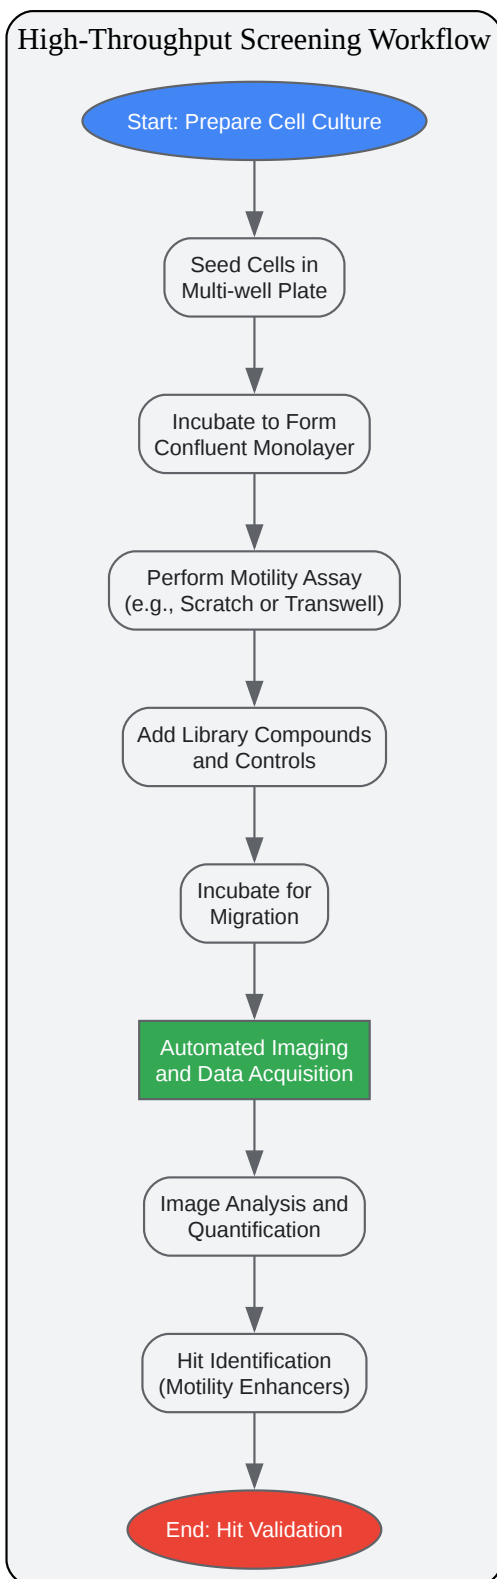 High-Throughput Screening Workflow
Start: Prepare Cell Culture
Seed Cells in
Multi-well Plate
Incubate to Form
Confluent Monolayer
Perform Motility Assay
(e.g., Scratch or Transwell)
Add Library Compounds
and Controls
Incubate for
Migration
Automated Imaging
and Data Acquisition
Image Analysis and
Quantification
Hit Identification
(Motility Enhancers)
End: Hit Validation